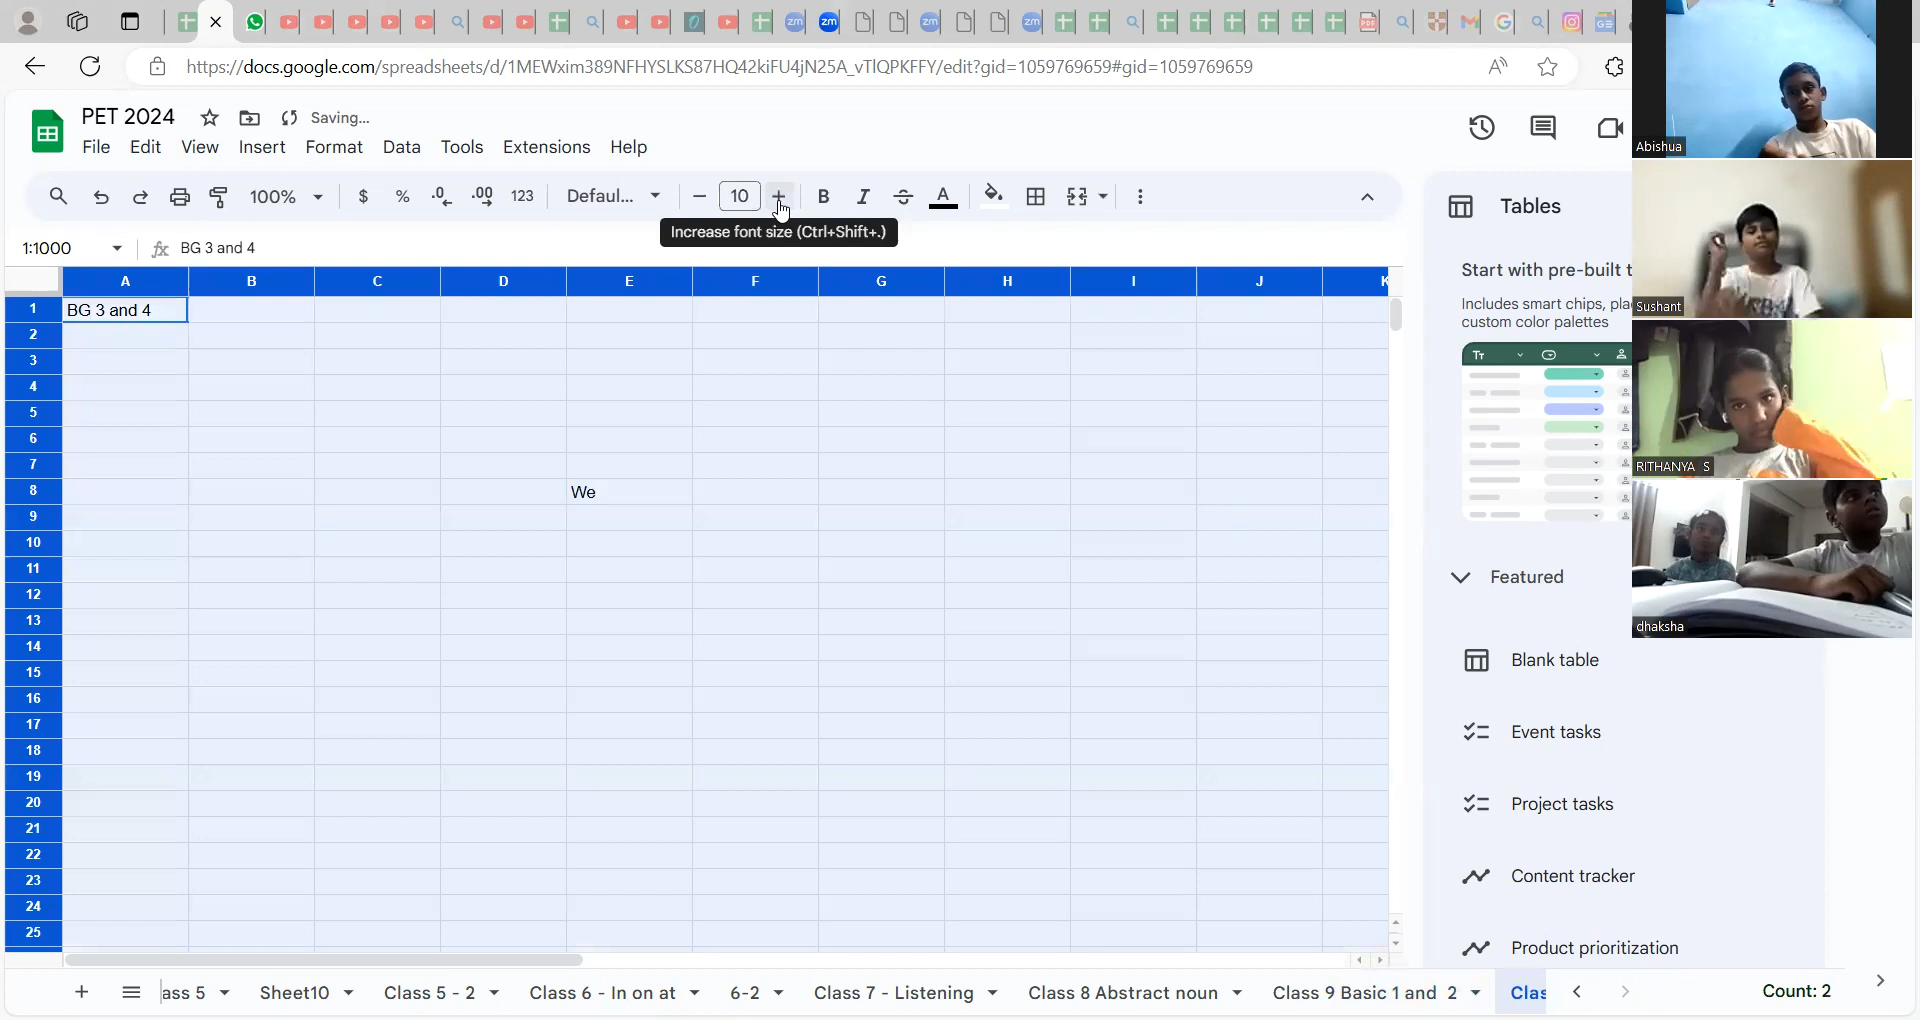 https://docs.google.com/spreadsheets/d/1MEWxim389NFHYSLKS87HQ42kiFU4jN25A_vTlQPKFFY/edit?gid=1059769659#gid=1059769659
PET 2024 Saving...
File Edit View Insert Format Data Tools Extensions Help
100% $ % .0 .00 123 Defaul... 10 B I S A
Increase font size (Ctrl+Shift+.)
1:1000 fx BG 3 and 4
A B C D E F G H I J K
1 BG 3 and 4
2
3
4
5
6
7
8 We
9
10
11
12
13
14
15
16
17
18
19
20
21
22
23
24
25
+ ass 5 Sheet10 Class 5 - 2 Class 6 - In on at 6-2 Class 7 - Listening Class 8 Abstract noun Class 9 Basic 1 and 2 Clas
Count: 2
Tables
Start with pre-built t
Includes smart chips, pla
custom color palettes
Featured
Blank table
Event tasks
Project tasks
Content tracker
Product prioritization
Abishua
Sushant
RITHANYA S
dhaksha